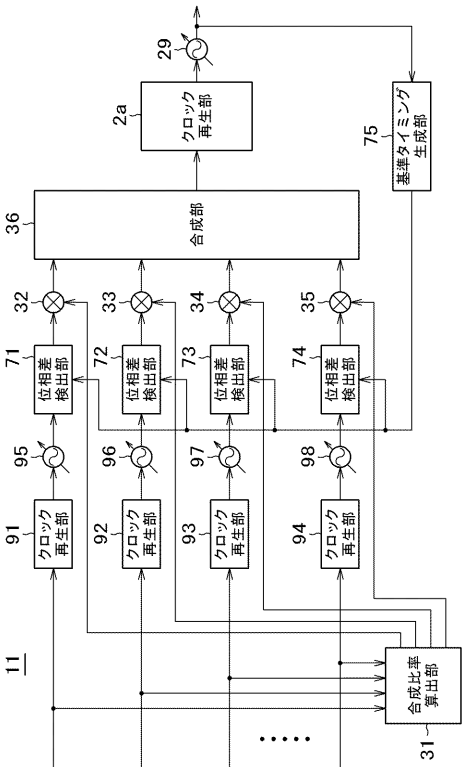 11
91
クロック
再生部
95
71
位相差
検出部
32
92
クロック
再生部
96
72
位相差
検出部
33
93
クロック
再生部
97
73
位相差
検出部
34
94
クロック
再生部
98
74
位相差
検出部
35
合成比率
算出部
31
36
合成部
2a
クロック
再生部
29
75
基準タイミング
生成部